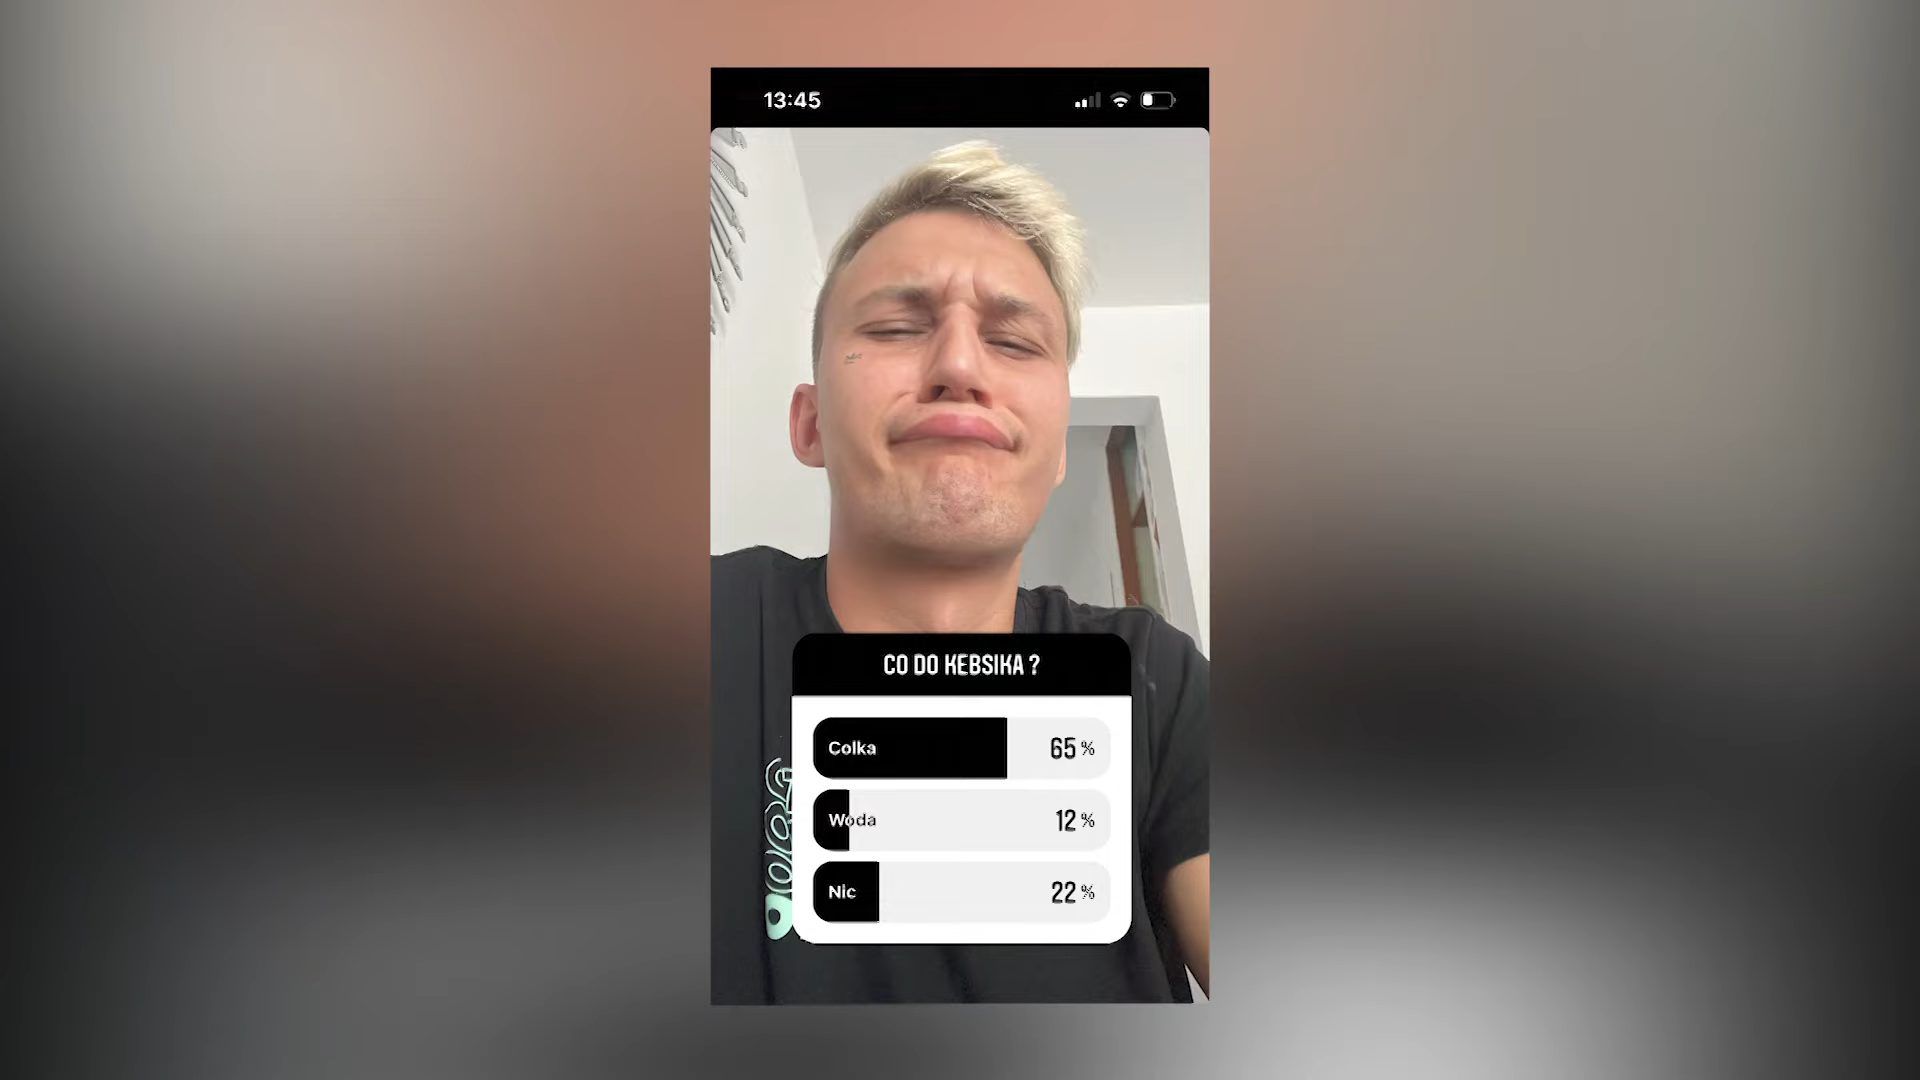 13:45
CO DO KEBSIKA ?
Colka
65 %
Woda
12 %
Nic
22 %